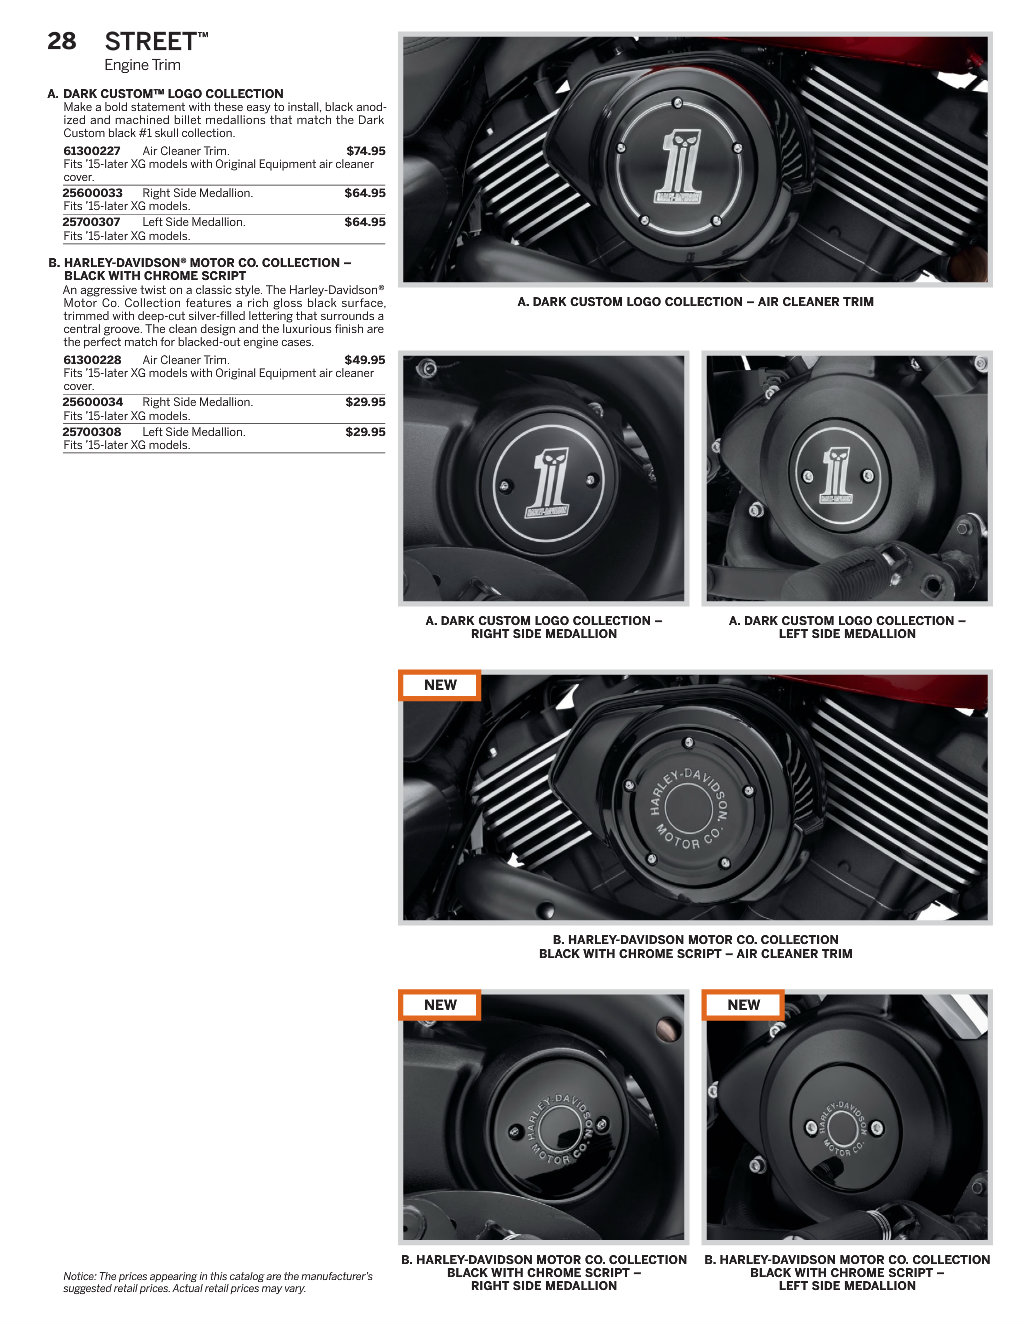 28 STREET™
Engine Trim
A. DARK CUSTOM™ LOGO COLLECTION
Make a bold statement with these easy to install, black anod-
ized and machined billet medallions that match the Dark
Custom black #1 skull collection.
61300227 Air Cleaner Trim. $74.95
Fits ’15-later XG models with Original Equipment air cleaner
cover.
25600033 Right Side Medallion. $64.95
Fits ’15-later XG models.
25700307 Left Side Medallion. $64.95
Fits ’15-later XG models.
B. HARLEY-DAVIDSON® MOTOR CO. COLLECTION –
BLACK WITH CHROME SCRIPT
An aggressive twist on a classic style. The Harley-Davidson®
Motor Co. Collection features a rich gloss black surface,
trimmed with deep-cut silver-filled lettering that surrounds a
central groove. The clean design and the luxurious finish are
the perfect match for blacked-out engine cases.
61300228 Air Cleaner Trim. $49.95
Fits ’15-later XG models with Original Equipment air cleaner
cover.
25600034 Right Side Medallion. $29.95
Fits ’15-later XG models.
25700308 Left Side Medallion. $29.95
Fits ’15-later XG models.
1
HARLEY-DAVIDSON
A. DARK CUSTOM LOGO COLLECTION – AIR CLEANER TRIM
1
HARLEY-DAVIDSON
A. DARK CUSTOM LOGO COLLECTION –
RIGHT SIDE MEDALLION
1
HARLEY-DAVIDSON
A. DARK CUSTOM LOGO COLLECTION –
LEFT SIDE MEDALLION
NEW
HARLEY-DAVIDSON,
MOTOR CO.
B. HARLEY-DAVIDSON MOTOR CO. COLLECTION
BLACK WITH CHROME SCRIPT – AIR CLEANER TRIM
NEW
HARLEY-DAVIDSON,
MOTOR CO.
B. HARLEY-DAVIDSON MOTOR CO. COLLECTION
BLACK WITH CHROME SCRIPT –
RIGHT SIDE MEDALLION
NEW
HARLEY-DAVIDSON
MOTOR CO.
B. HARLEY-DAVIDSON MOTOR CO. COLLECTION
BLACK WITH CHROME SCRIPT –
LEFT SIDE MEDALLION
Notice: The prices appearing in this catalog are the manufacturer’s
suggested retail prices. Actual retail prices may vary.